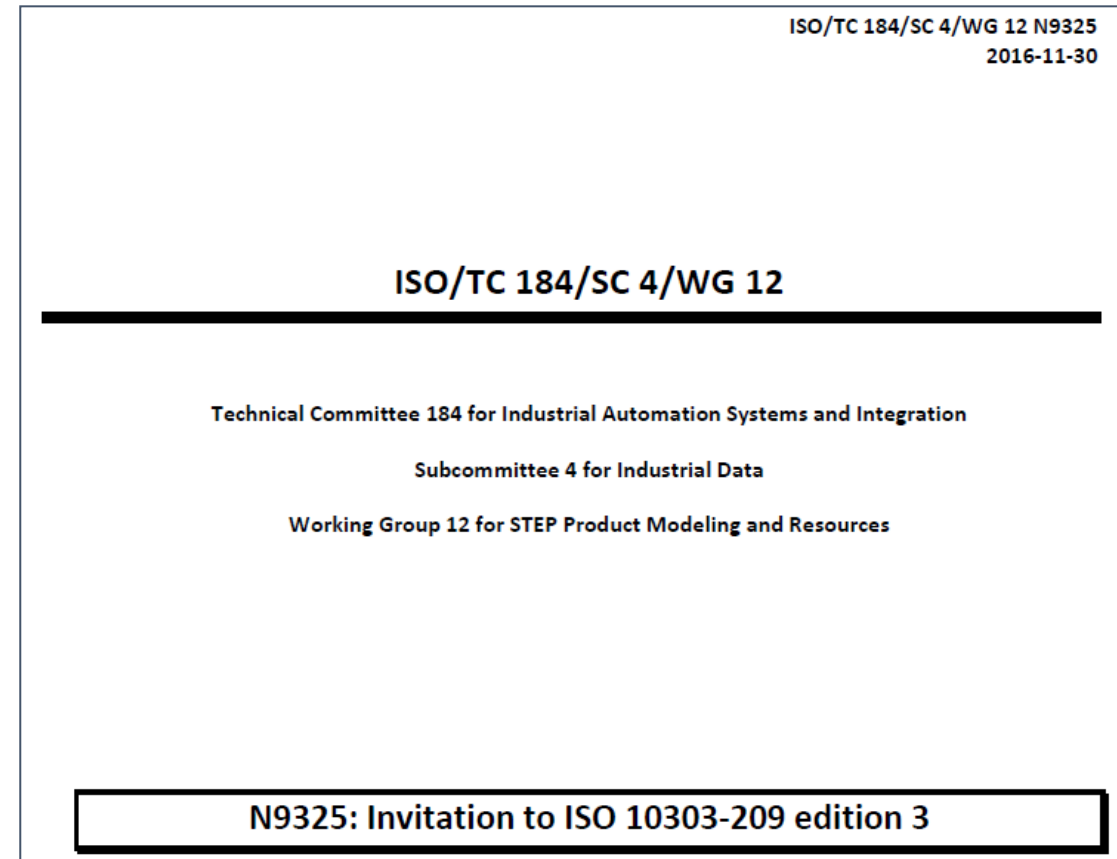 ISO/TC 184/SC 4/WG 12 N9325
2016-11-30
ISO/TC 184/SC 4/WG 12
Technical Committee 184 for Industrial Automation Systems and Integration
Subcommittee 4 for Industrial Data
Working Group 12 for STEP Product Modeling and Resources
N9325: Invitation to ISO 10303-209 edition 3